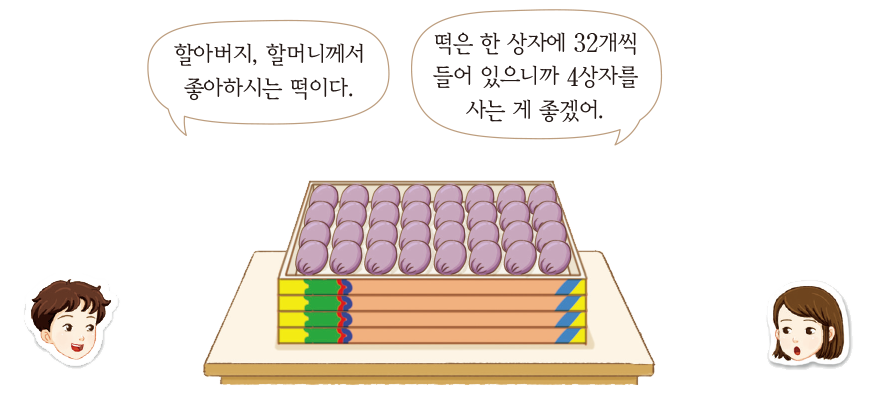 할아버지, 할머니께서
좋아하시는 떡이다.
떡은 한 상자에 32개씩
들어 있으니까 4상자를
사는 게 좋겠어.